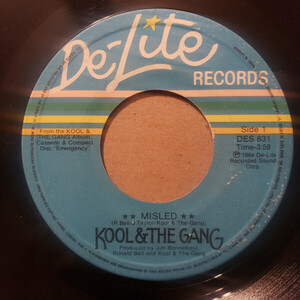 De-Lite
RECORDS
From the KOOL &
THE GANG Album
Cassette & Compact
Disc "Emergency"
Side 1
DES 831
Time-3:59
℗ 1984 De-Lite
Recorded Sound
Corp.
★★ MISLED ★★
KOOL & THE GANG
Produced by Jim Bonnefond,
Ronald Bell and Kool & The Gang